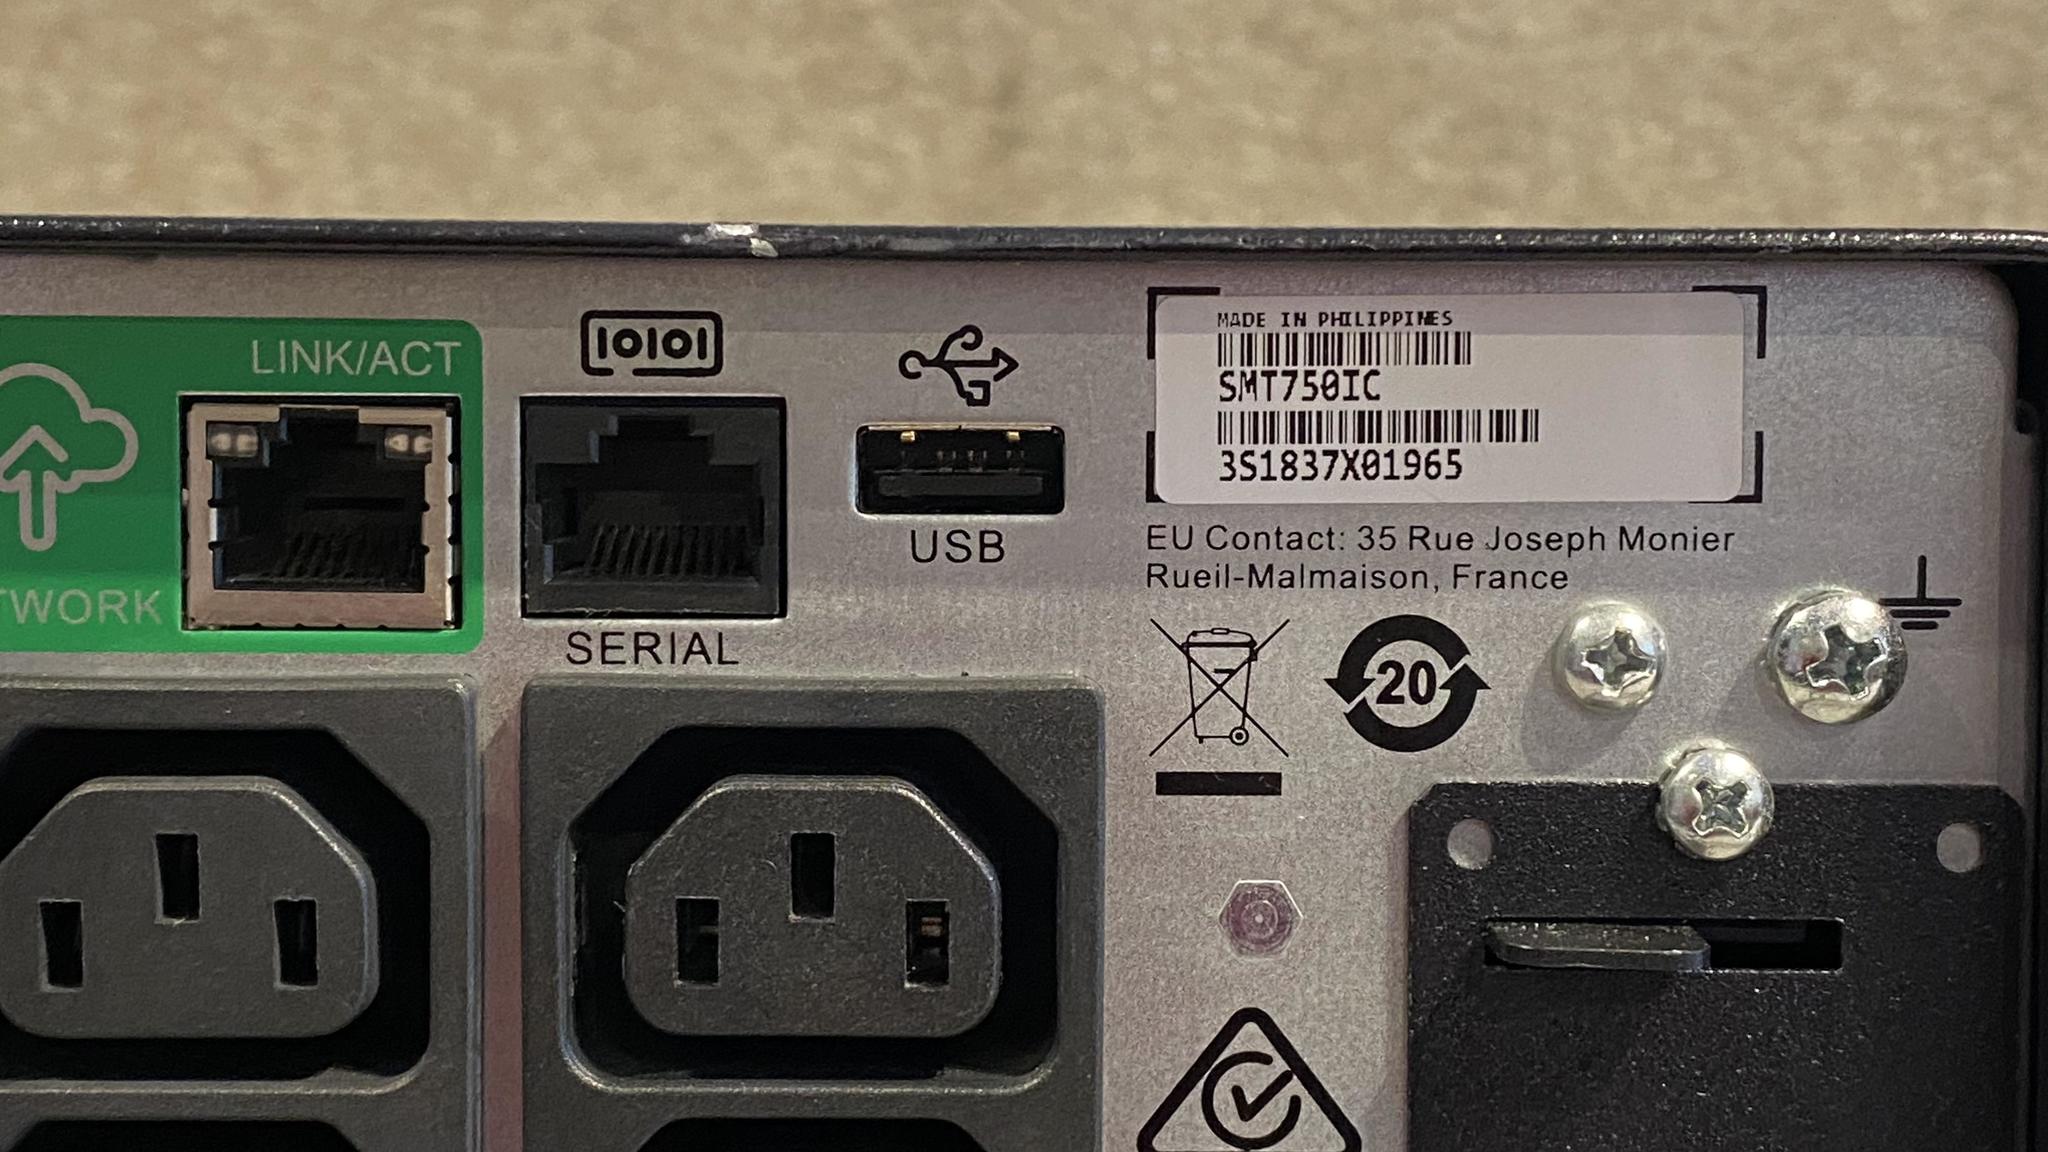 LINK/ACT
TWORK
10101
SERIAL
USB
MADE IN PHILIPPINES
SMT750IC
3S1837X01965
EU Contact: 35 Rue Joseph Monier
Rueil-Malmaison, France
20